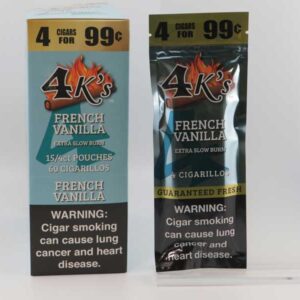 4 CIGARS FOR 99¢
4K's
FRENCH
VANILLA
EXTRA SLOW BURN
15/4ct POUCHES
60 CIGARILLOS
FRENCH
VANILLA
WARNING:
Cigar smoking
can cause lung
cancer and heart
disease.
4 CIGARS FOR 99¢
4K's
FRENCH
VANILLA
EXTRA SLOW BURN
CIGARILLOS
GUARANTEED FRESH
WARNING:
Cigar smoking
can cause lung
cancer and
heart disease.